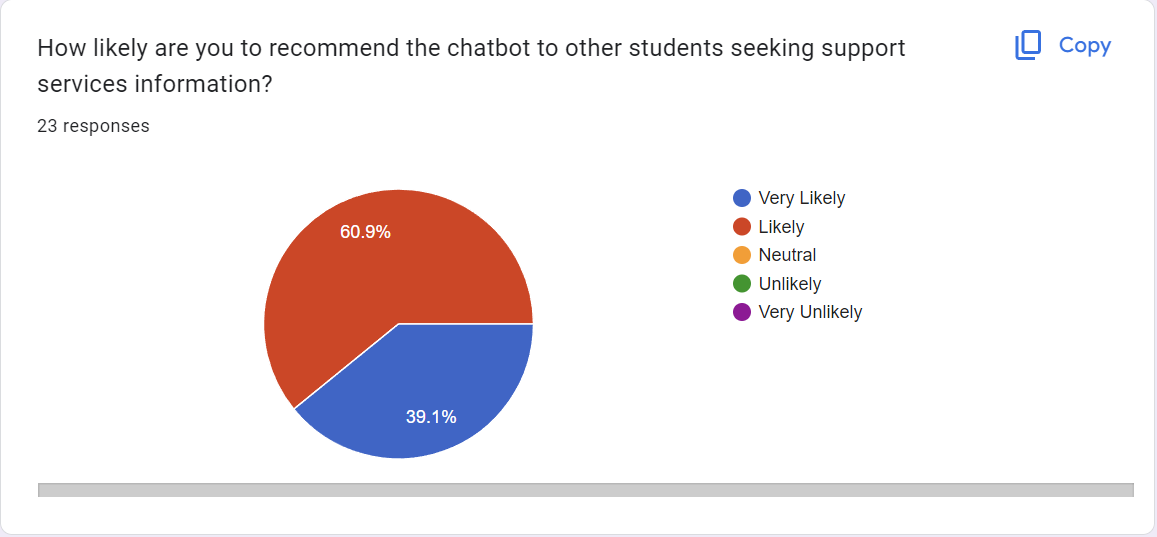 How likely are you to recommend the chatbot to other students seeking support
services information?
Copy
23 responses
60.9%
39.1%
Very Likely
Likely
Neutral
Unlikely
Very Unlikely